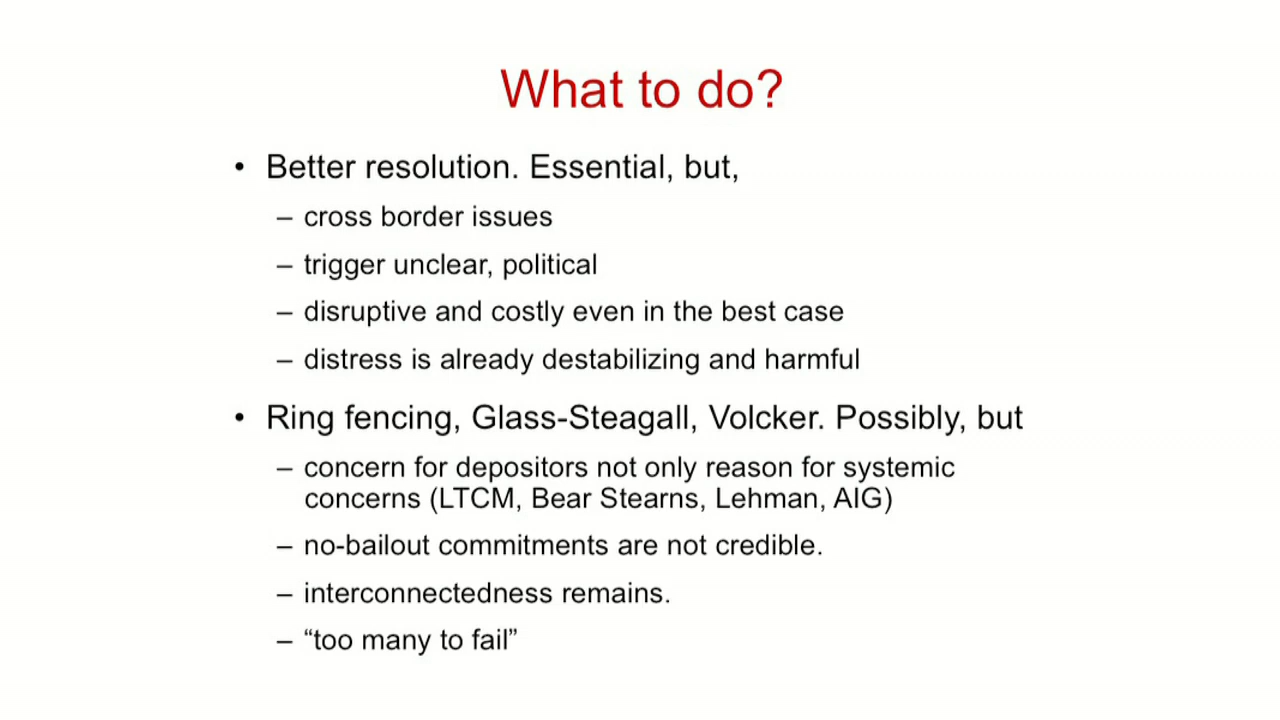 What to do?
• Better resolution. Essential, but,
– cross border issues
– trigger unclear, political
– disruptive and costly even in the best case
– distress is already destabilizing and harmful
• Ring fencing, Glass-Steagall, Volcker. Possibly, but
– concern for depositors not only reason for systemic
concerns (LTCM, Bear Stearns, Lehman, AIG)
– no-bailout commitments are not credible.
– interconnectedness remains.
– “too many to fail”